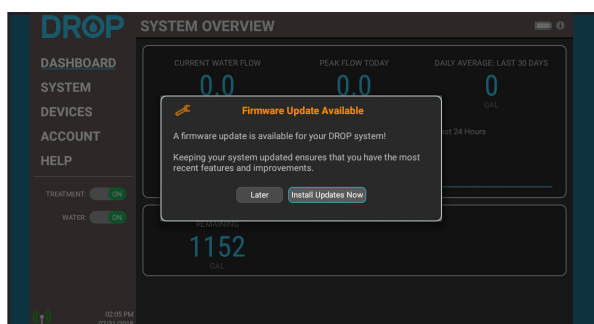 DROP
SYSTEM OVERVIEW
0
DASHBOARD
SYSTEM
DEVICES
ACCOUNT
HELP
TREATMENT: ON
WATER: ON
02:05 PM
CURRENT WATER FLOW
0.0
PEAK FLOW TODAY
0.0
DAILY AVERAGE: LAST 30 DAYS
0
GAL
st 24 Hours
Firmware Update Available
A firmware update is available for your DROP system!
Keeping your system updated ensures that you have the most
recent features and improvements.
Later
Install Updates Now
REMAINING
1152
GAL